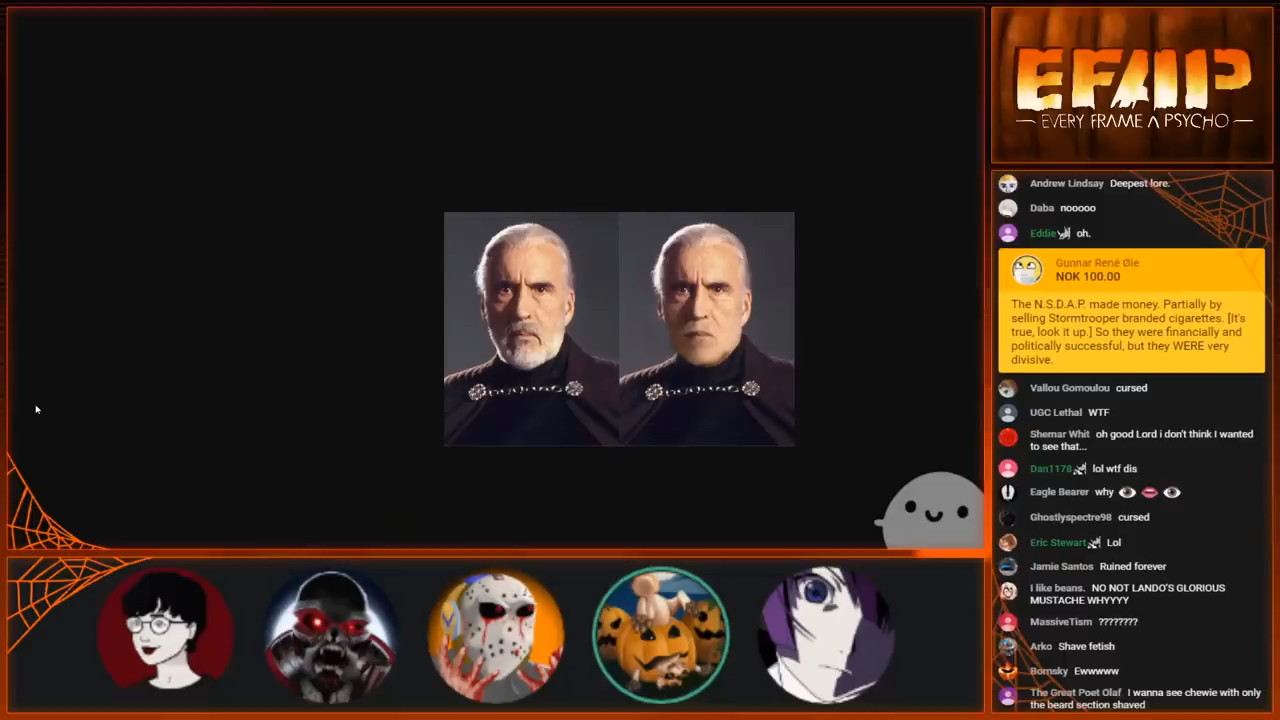 EFAP
EVERY FRAME A PSYCHO
Andrew Lindsay Deepest lore.
Daba nooooo
Eddie oh.
Gunnar René Øie
NOK 100.00
The N.S.D.A.P. made money. Partially by
selling Stormtrooper branded cigarettes. [It's
true, look it up.] So they were financially and
politically successful, but they WERE very
divisive.
Vallou Gomoulou cursed
UGC Lethal WTF
Shemar Whit oh good Lord i don't think I wanted
to see that...
Dan1178 lol wtf dis
Eagle Bearer why 👁 👄 👁
Ghostlyspectre98 cursed
Eric Stewart Lol
Jamie Santos Ruined forever
I like beans. NO NOT LANDO'S GLORIOUS
MUSTACHE WHYYYY
MassiveTism ????????
Arko Shave fetish
Bornsky Ewwwww
The Great Poet Olaf I wanna see chewie with only
the beard section shaved